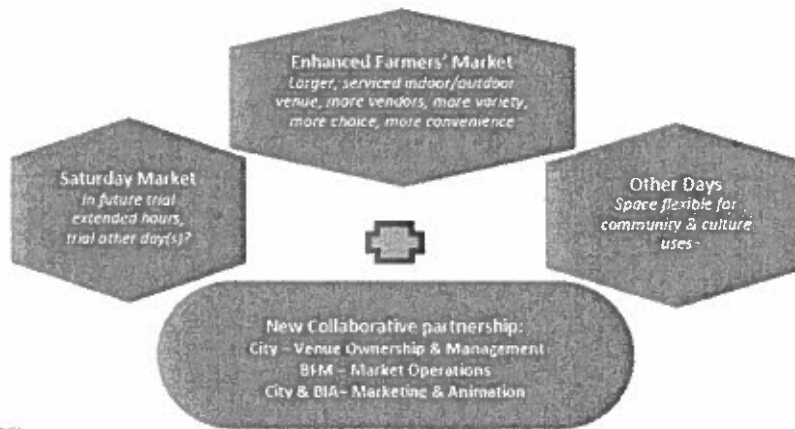 Enhanced Farmers' Market
Larger, serviced indoor/outdoor
venue, more vendors, more variety,
more choice, more convenience
Saturday Market
In future trial
extended hours,
trial other day(s)?
Other Days
Space flexible for
community & culture
uses
New Collaborative partnership:
City – Venue Ownership & Management
BFM – Market Operations
City & BIA– Marketing & Animation